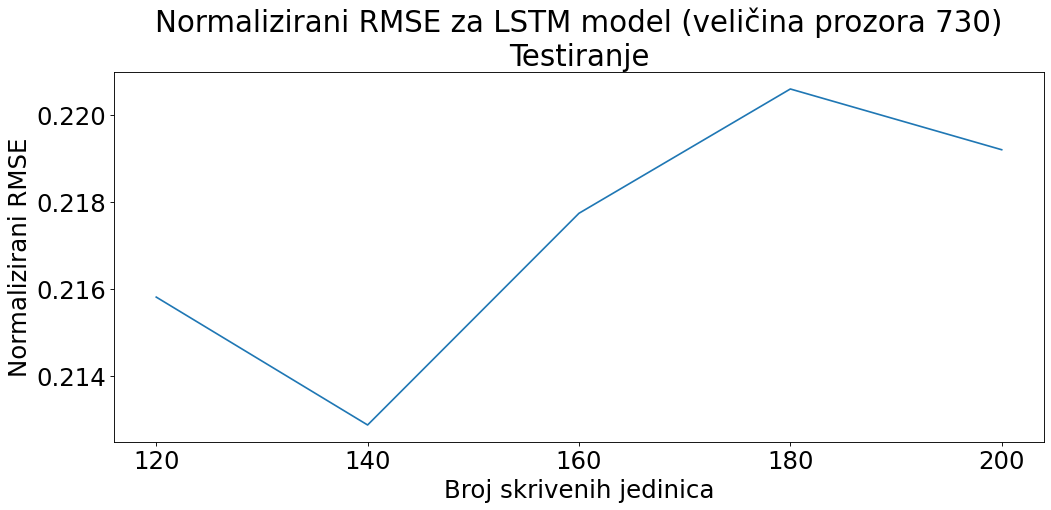 Normalizirani RMSE za LSTM model (veličina prozora 730)
Testiranje
Normalizirani RMSE
0.220
0.218
0.216
0.214
120 140 160 180 200
Broj skrivenih jedinica